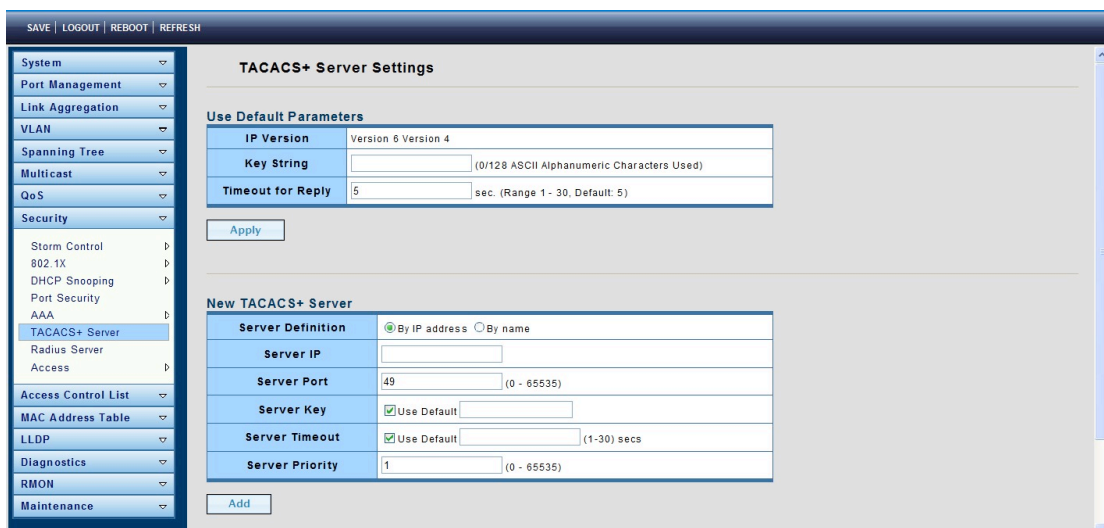 SAVE | LOGOUT | REBOOT | REFRESH
System
Port Management
Link Aggregation
VLAN
Spanning Tree
Multicast
QoS
Security
Storm Control
802.1X
DHCP Snooping
Port Security
AAA
TACACS+ Server
Radius Server
Access
Access Control List
MAC Address Table
LLDP
Diagnostics
RMON
Maintenance
TACACS+ Server Settings
Use Default Parameters
IP Version Version 6 Version 4
Key String (0/128 ASCII Alphanumeric Characters Used)
Timeout for Reply 5 sec. (Range 1 - 30, Default: 5)
Apply
New TACACS+ Server
Server Definition By IP address By name
Server IP
Server Port 49 (0 - 65535)
Server Key Use Default
Server Timeout Use Default (1-30) secs
Server Priority 1 (0 - 65535)
Add